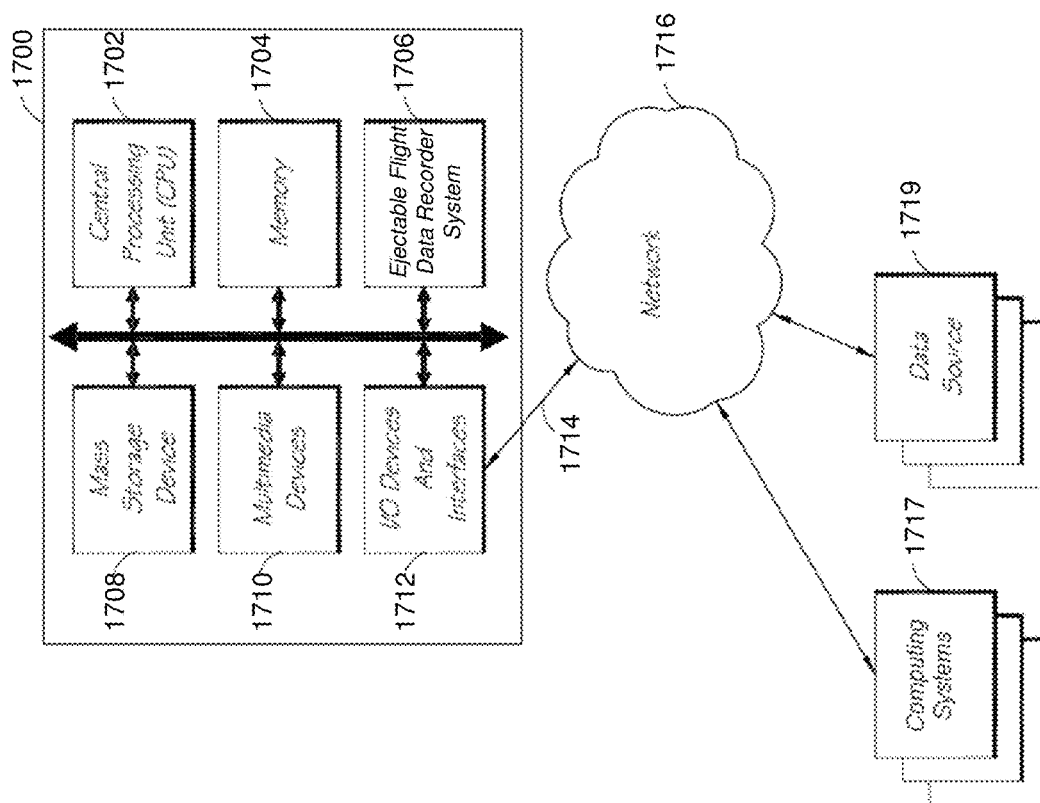 1700
1702
Central
Processing
Unit (CPU)
1704
Memory
1706
Ejectable Flight
Data Recorder
System
1708
Mass
Storage
Device
1710
Multimedia
Devices
1712
I/O Devices
And
Interfaces
1714
1716
Network
1717
Computing
Systems
1719
Data
Source